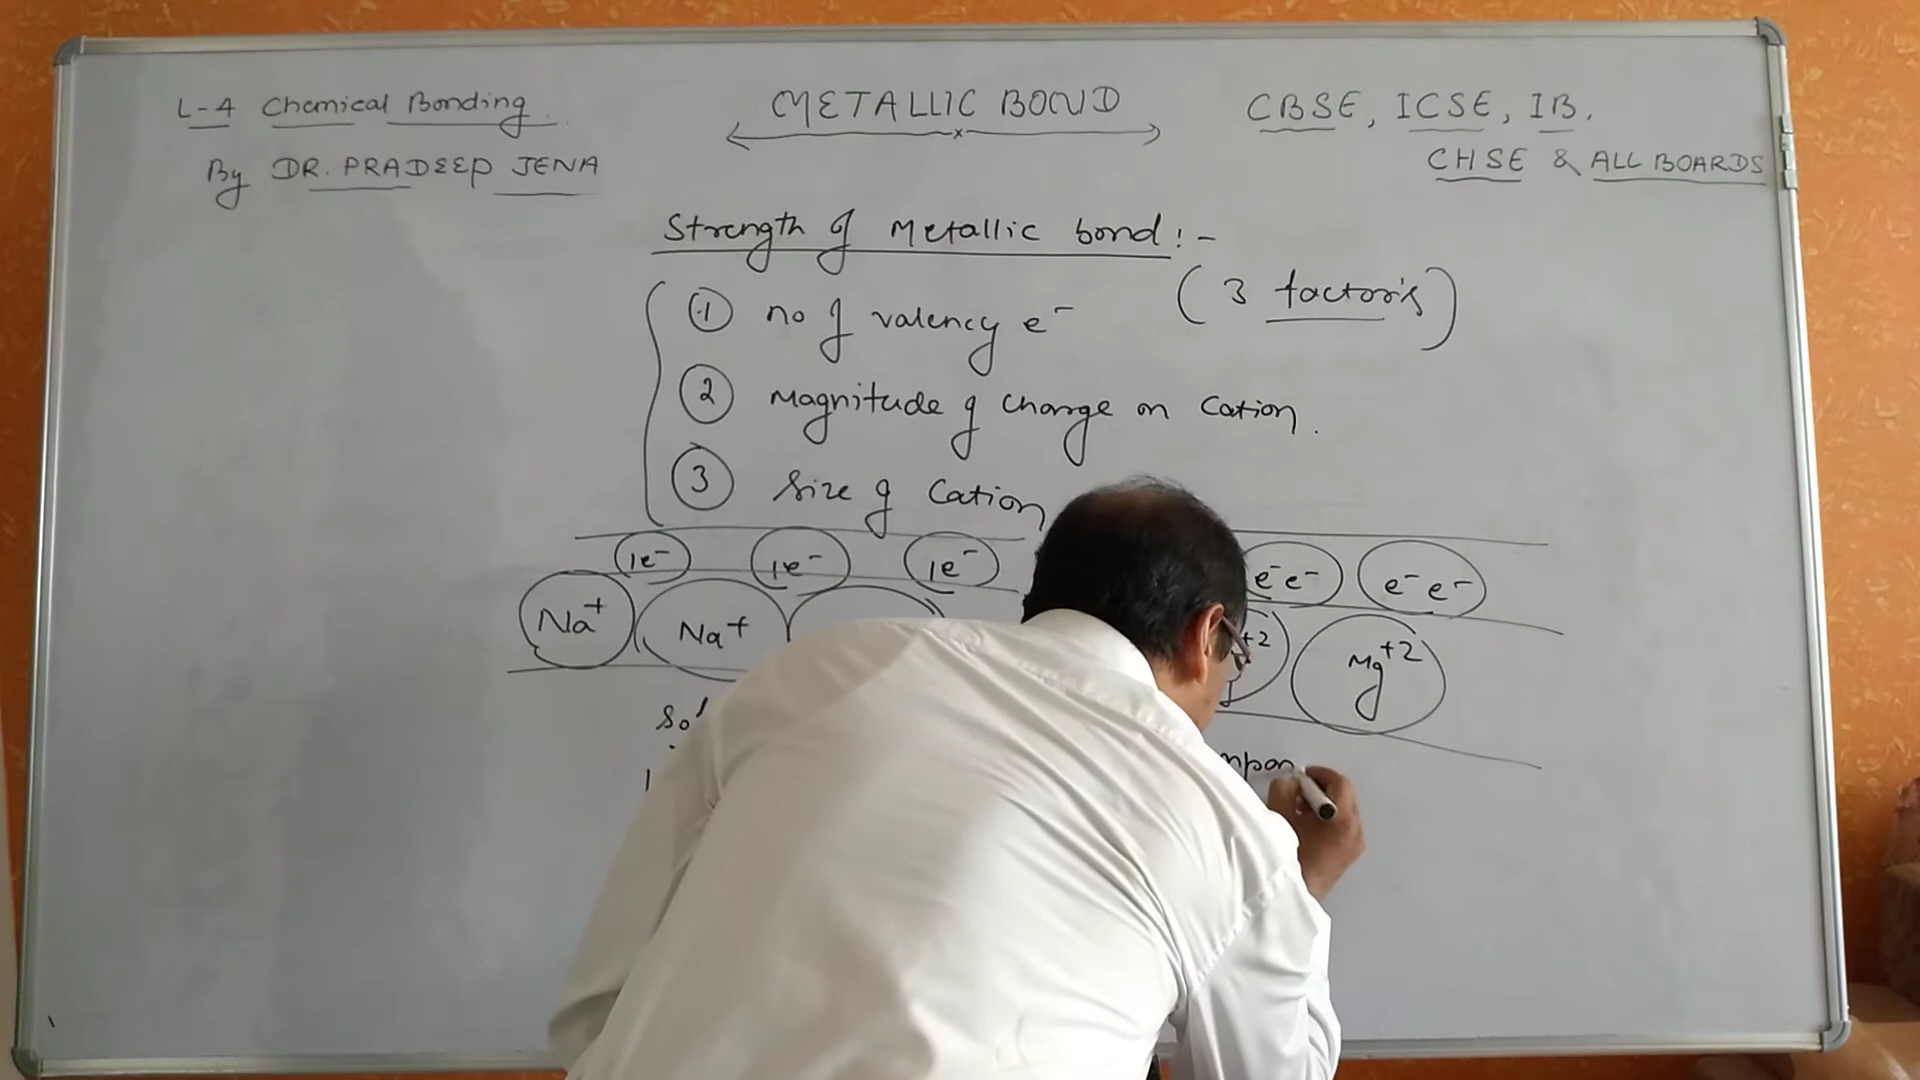 L-4 Chemical Bonding.
By DR. PRADEEP JENA
METALLIC BOND
CBSE, ICSE, IB,
CHSE & ALL BOARDS
Strength of Metallic bond:-
(3 factor's)
① no of valency e⁻
② Magnitude of charge on Cation.
③ Size of Cation
1e⁻ 1e⁻ 1e⁻ e⁻e⁻ e⁻e⁻
Na⁺ Na⁺ +2 Mg⁺²